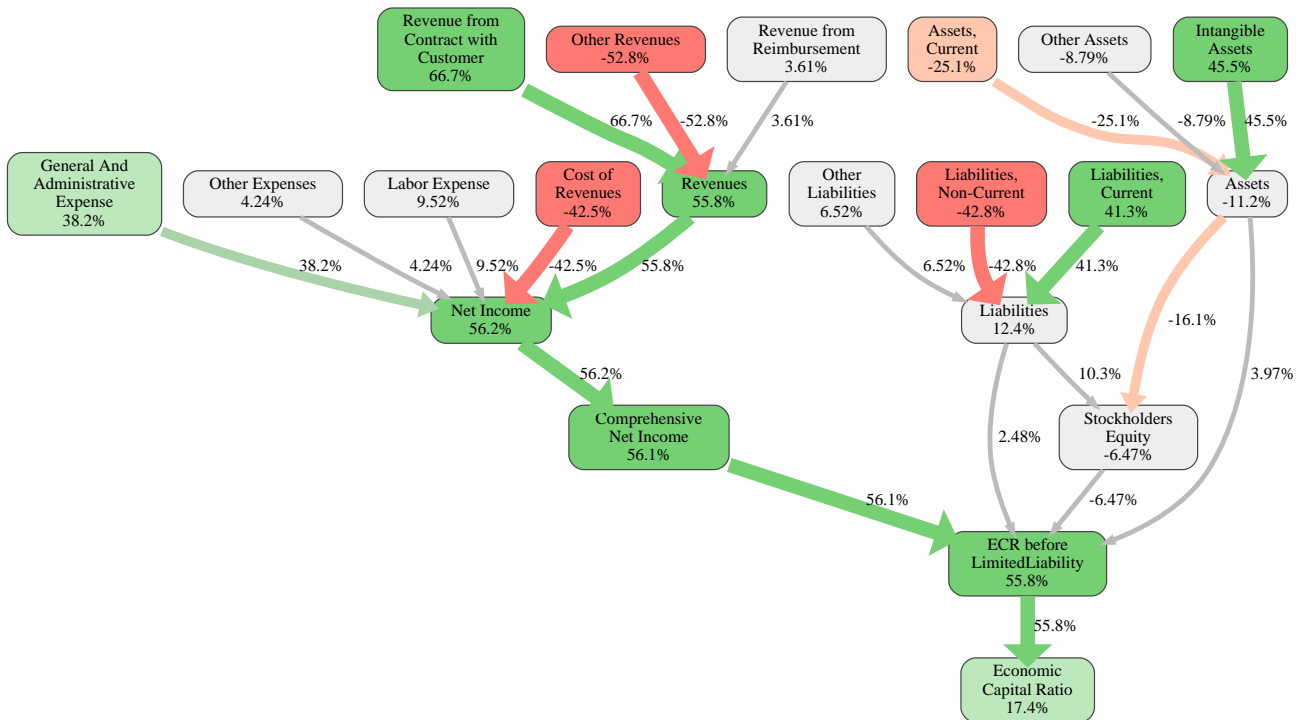 Revenue from
Contract with
Customer
66.7%
Other Revenues
-52.8%
Revenue from
Reimbursement
3.61%
Assets,
Current
-25.1%
Other Assets
-8.79%
Intangible
Assets
45.5%
66.7%
-52.8%
3.61%
-25.1%
-8.79%
45.5%
General And
Administrative
Expense
38.2%
Other Expenses
4.24%
Labor Expense
9.52%
Cost of
Revenues
-42.5%
Revenues
55.8%
Other
Liabilities
6.52%
Liabilities,
Non-Current
-42.8%
Liabilities,
Current
41.3%
Assets
-11.2%
38.2%
4.24%
9.52%
-42.5%
55.8%
6.52%
-42.8%
41.3%
Net Income
56.2%
Liabilities
12.4%
-16.1%
56.2%
10.3%
3.97%
Comprehensive
Net Income
56.1%
2.48%
Stockholders
Equity
-6.47%
56.1%
-6.47%
ECR before
LimitedLiability
55.8%
55.8%
Economic
Capital Ratio
17.4%